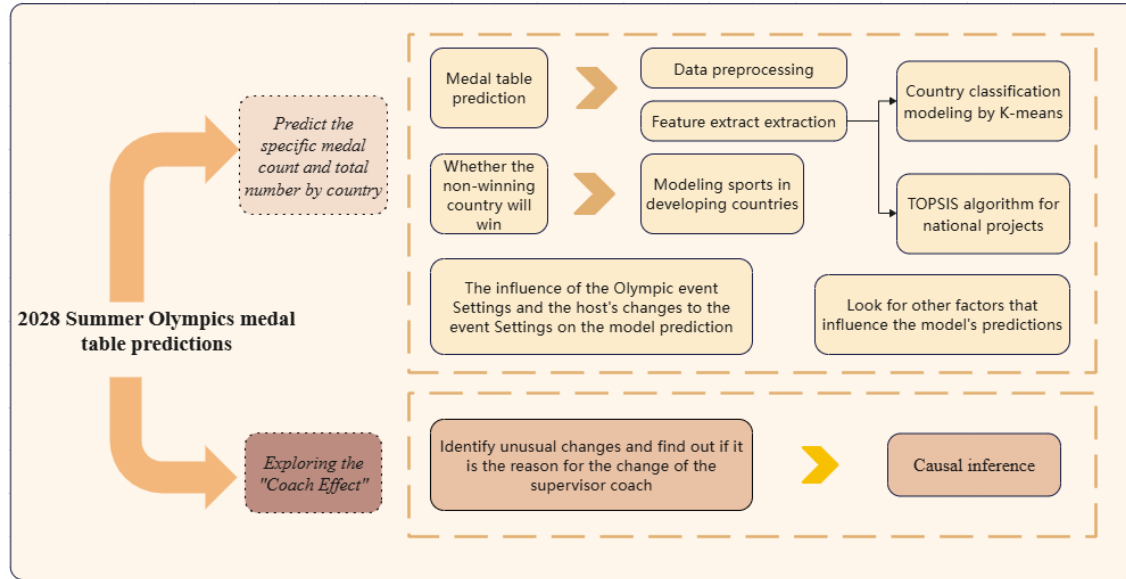 2028 Summer Olympics medal
table predictions
Predict the
specific medal
count and total
number by country
Medal table
prediction
Data preprocessing
Feature extract extraction
Country classification
modeling by K-means
TOPSIS algorithm for
national projects
Whether the
non-winning
country will
win
Modeling sports in
developing countries
The influence of the Olympic event
Settings and the host's changes to the
event Settings on the model prediction
Look for other factors that
influence the model's predictions
Exploring the
"Coach Effect"
Identify unusual changes and find out if it
is the reason for the change of the
supervisor coach
Causal inference